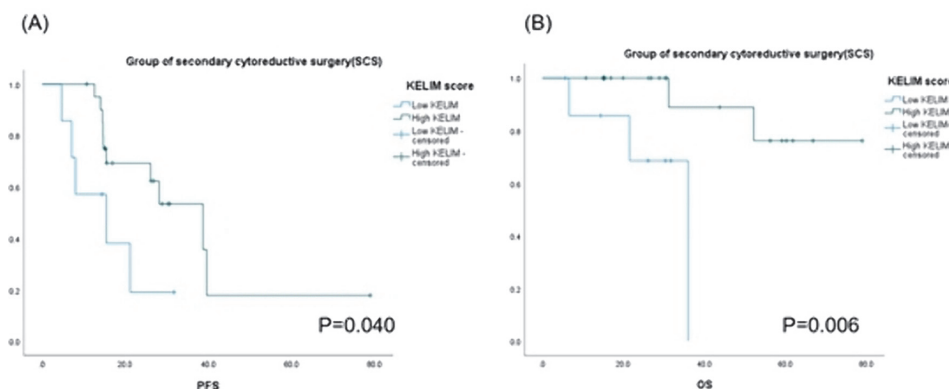 (A)
Group of secondary cytoreductive surgery(SCS)
KELIM score
Low KELIM
High KELIM
Low KELIM -
censored
High KELIM -
censored
1.0
0.8
0.6
0.4
0.2
0.0
P=0.040
.0 20.0 40.0 60.0 80.0
PFS
(B)
Group of secondary cytoreductive surgery(SCS)
KELIM score
Low KELIM
High KELIM
Low KELIM-
censored
High KELIM -
censored
1.0
0.8
0.6
0.4
0.2
0.0
P=0.006
.0 20.0 40.0 60.0 80.0
OS